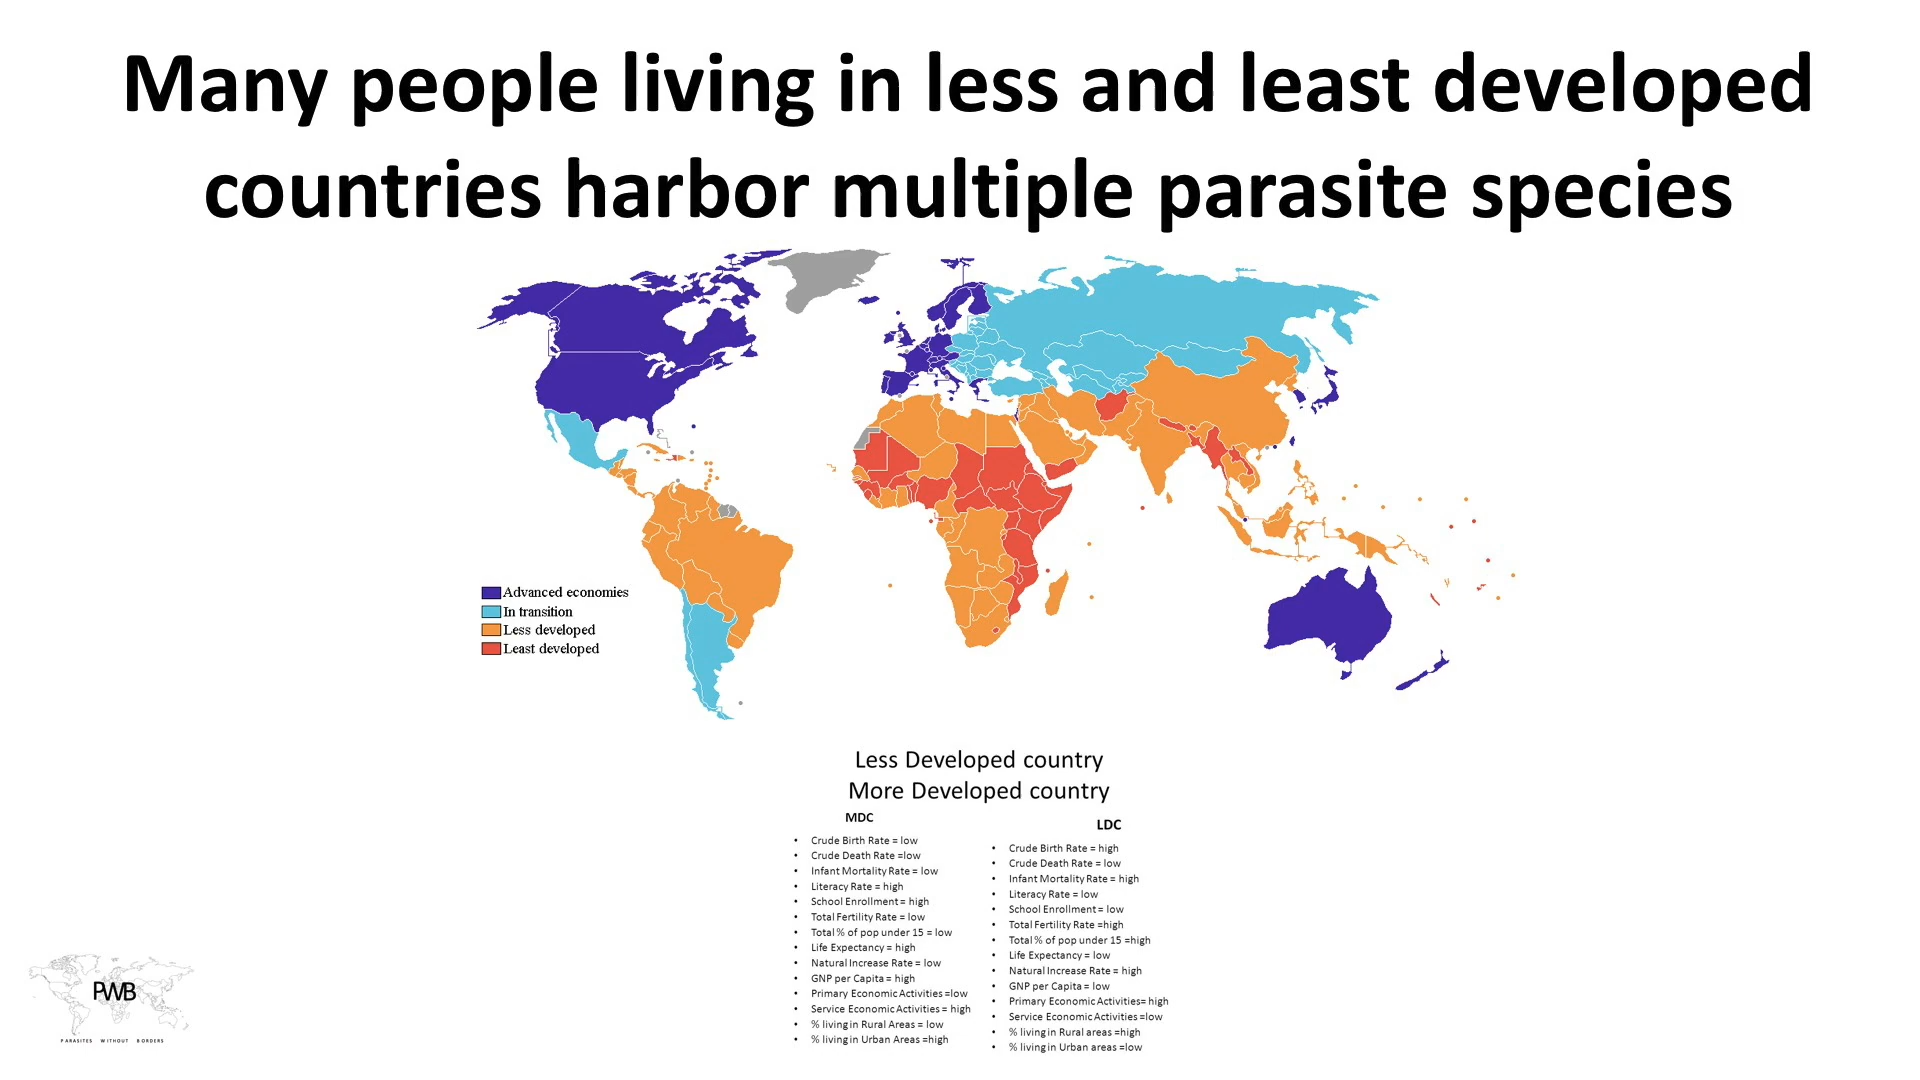 Many people living in less and least developed
countries harbor multiple parasite species
Advanced economies
In transition
Less developed
Least developed
Less Developed country
More Developed country
MDC
• Crude Birth Rate = low
• Crude Death Rate =low
• Infant Mortality Rate = low
• Literacy Rate = high
• School Enrollment = high
• Total Fertility Rate = low
• Total % of pop under 15 = low
• Life Expectancy = high
• Natural Increase Rate = low
• GNP per Capita = high
• Primary Economic Activities =low
• Service Economic Activities = high
• % living in Rural Areas = low
• % living in Urban Areas =high
LDC
• Crude Birth Rate = high
• Crude Death Rate = low
• Infant Mortality Rate = high
• Literacy Rate = low
• School Enrollment = low
• Total Fertility Rate =high
• Total % of pop under 15 =high
• Life Expectancy = low
• Natural Increase Rate = high
• GNP per Capita = low
• Primary Economic Activities= high
• Service Economic Activities =low
• % living in Rural areas =high
• % living in Urban areas =low
PWB
PARASITES WITHOUT BORDERS